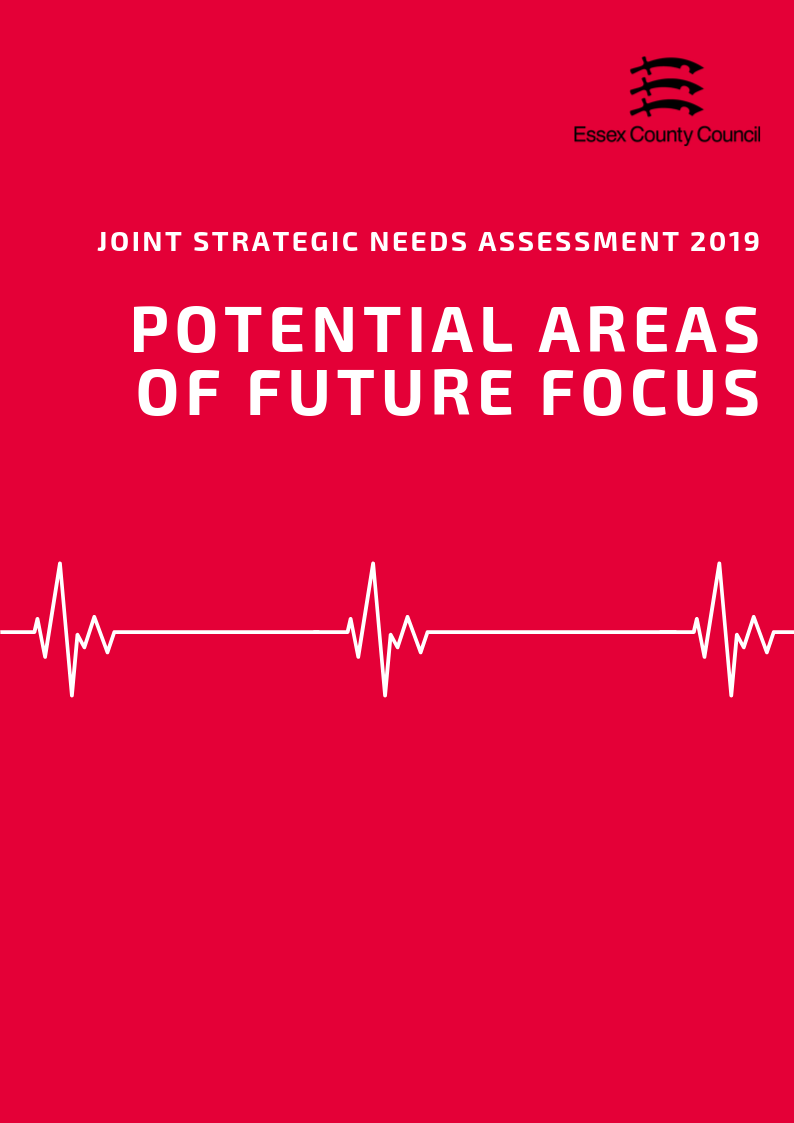 Essex County Council
JOINT STRATEGIC NEEDS ASSESSMENT 2019
POTENTIAL AREAS
OF FUTURE FOCUS